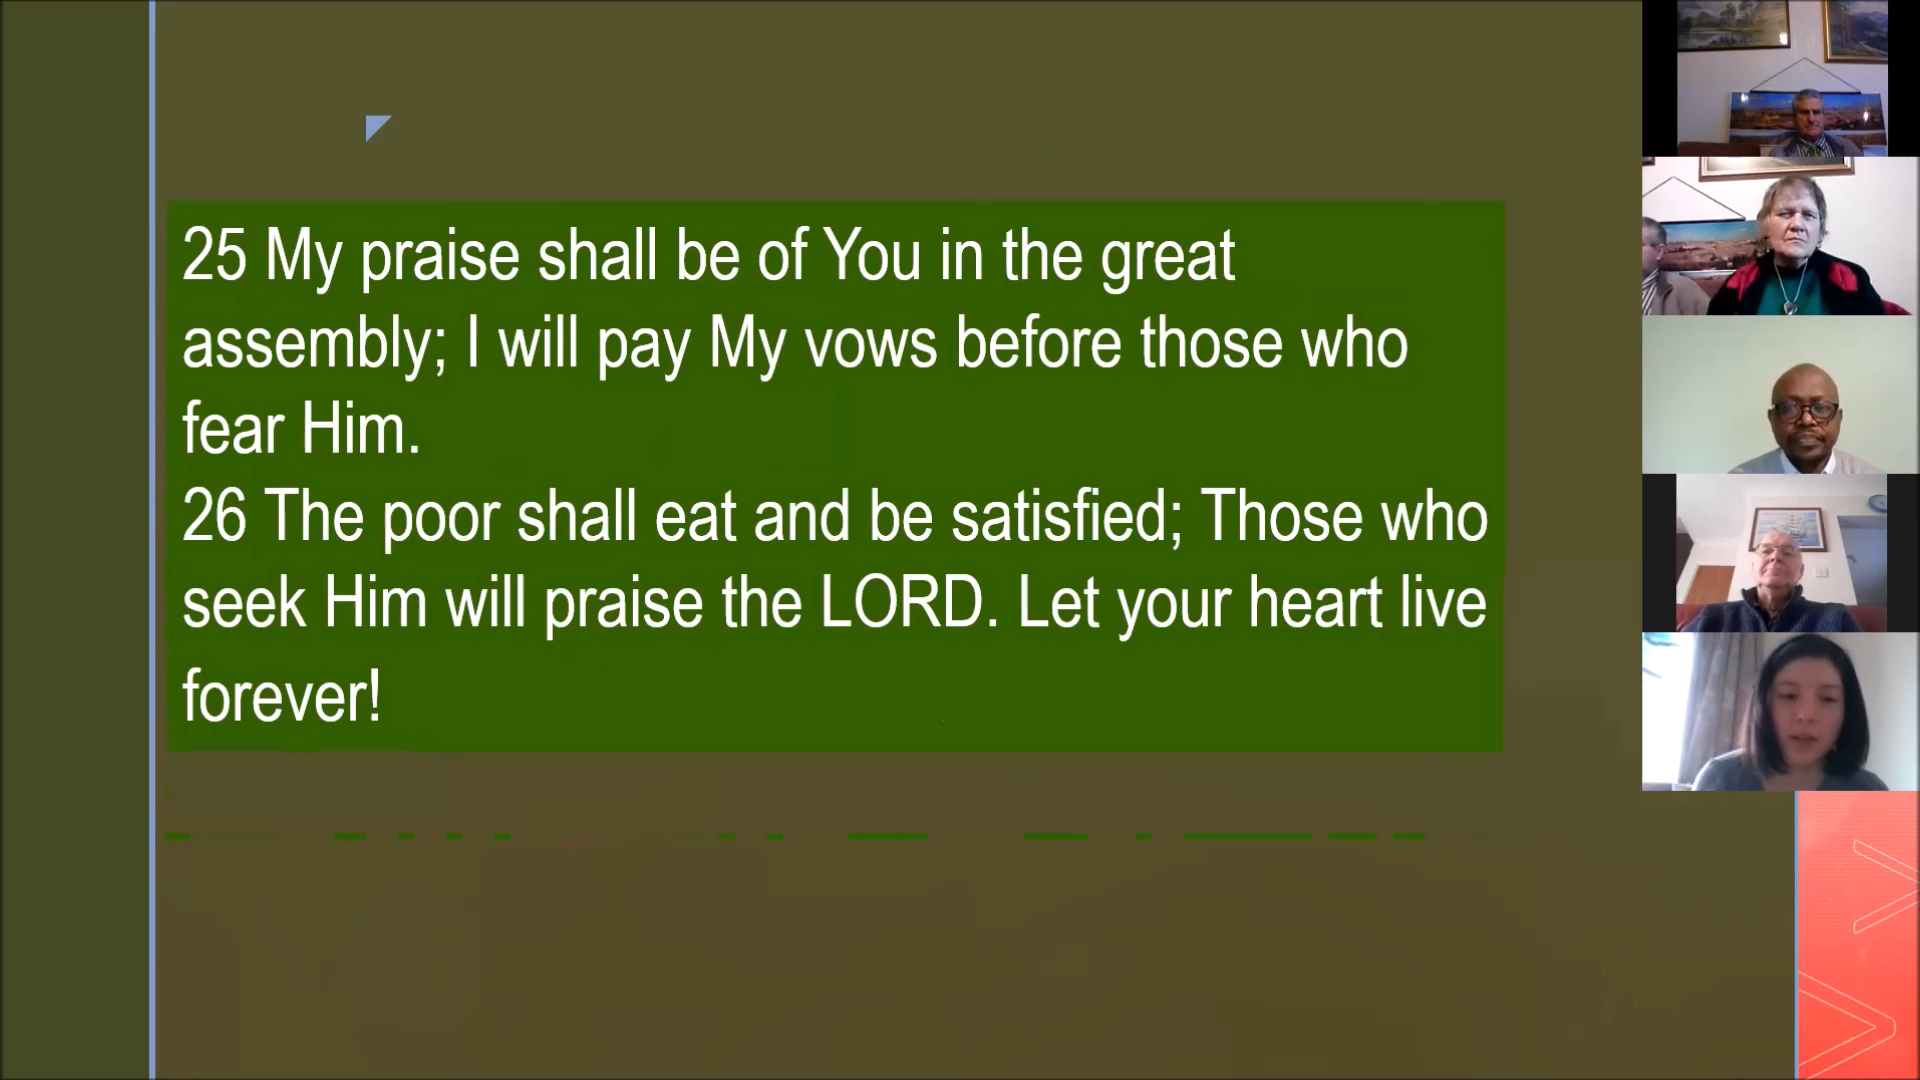 25 My praise shall be of You in the great
assembly; I will pay My vows before those who
fear Him.
26 The poor shall eat and be satisfied; Those who
seek Him will praise the LORD. Let your heart live
forever!